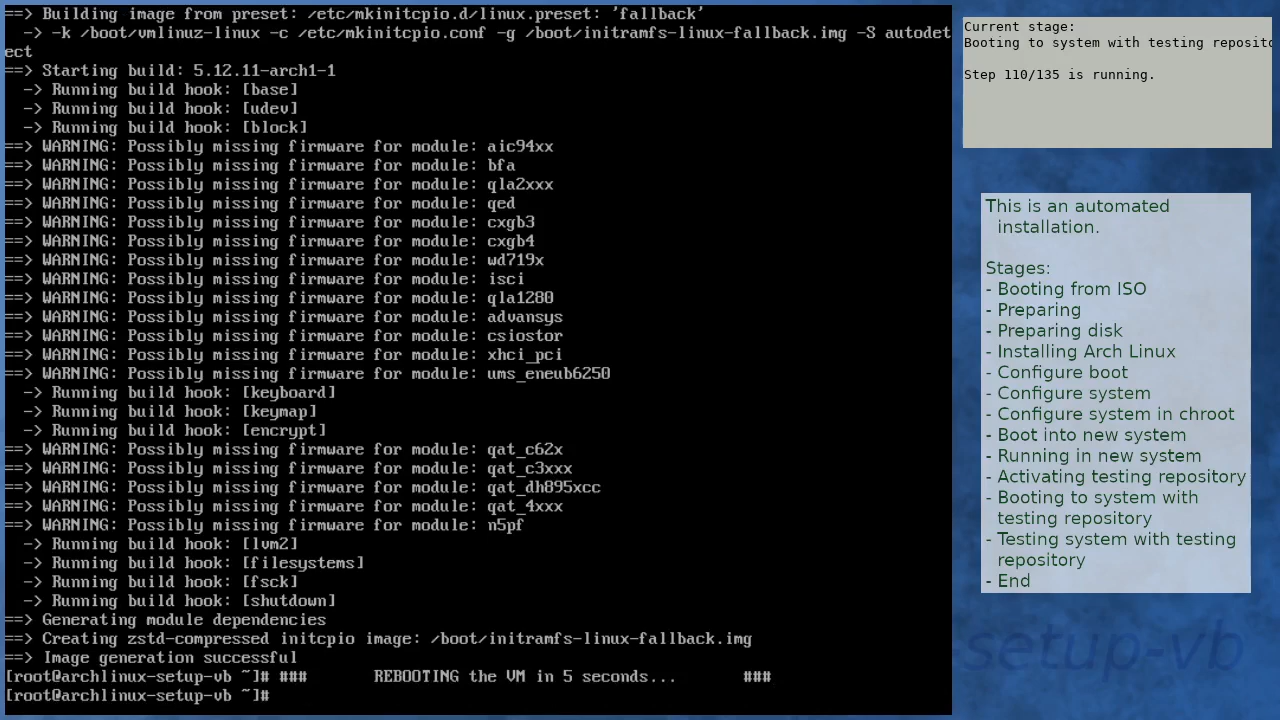 ==> Building image from preset: /etc/mkinitcpio.d/linux.preset: 'fallback'
  -> -k /boot/vmlinuz-linux -c /etc/mkinitcpio.conf -g /boot/initramfs-linux-fallback.img -S autodet
ect
==> Starting build: 5.12.11-arch1-1
  -> Running build hook: [base]
  -> Running build hook: [udev]
  -> Running build hook: [block]
==> WARNING: Possibly missing firmware for module: aic94xx
==> WARNING: Possibly missing firmware for module: bfa
==> WARNING: Possibly missing firmware for module: qla2xxx
==> WARNING: Possibly missing firmware for module: qed
==> WARNING: Possibly missing firmware for module: cxgb3
==> WARNING: Possibly missing firmware for module: cxgb4
==> WARNING: Possibly missing firmware for module: wd719x
==> WARNING: Possibly missing firmware for module: isci
==> WARNING: Possibly missing firmware for module: qla1280
==> WARNING: Possibly missing firmware for module: advansys
==> WARNING: Possibly missing firmware for module: csiostor
==> WARNING: Possibly missing firmware for module: xhci_pci
==> WARNING: Possibly missing firmware for module: ums_eneub6250
  -> Running build hook: [keyboard]
  -> Running build hook: [keymap]
  -> Running build hook: [encrypt]
==> WARNING: Possibly missing firmware for module: qat_c62x
==> WARNING: Possibly missing firmware for module: qat_c3xxx
==> WARNING: Possibly missing firmware for module: qat_dh895xcc
==> WARNING: Possibly missing firmware for module: qat_4xxx
==> WARNING: Possibly missing firmware for module: n5pf
  -> Running build hook: [lvm2]
  -> Running build hook: [filesystems]
  -> Running build hook: [fsck]
  -> Running build hook: [shutdown]
==> Generating module dependencies
==> Creating zstd-compressed initcpio image: /boot/initramfs-linux-fallback.img
==> Image generation successful
[root@archlinux-setup-vb ~]# ###       REBOOTING the VM in 5 seconds...       ###
[root@archlinux-setup-vb ~]#
Current stage:
Booting to system with testing reposito
Step 110/135 is running.
This is an automated
installation.
Stages:
- Booting from ISO
- Preparing
- Preparing disk
- Installing Arch Linux
- Configure boot
- Configure system
- Configure system in chroot
- Boot into new system
- Running in new system
- Activating testing repository
- Booting to system with
testing repository
- Testing system with testing
repository
- End
setup-vb